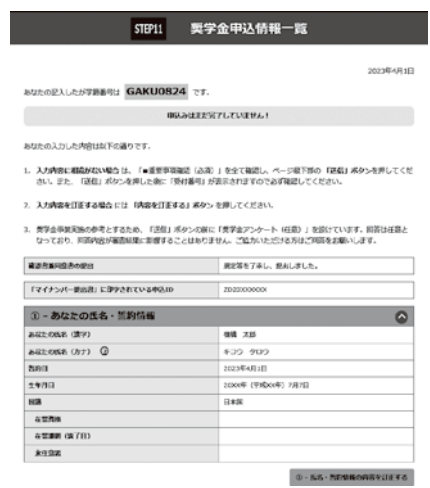 STEP11 奨学金申込情報一覧
2023年4月1日
あなたの記入した学籍番号は GAKU0824 です。
申込みはまだ完了していません!
あなたの入力した内容は以下の通りです。
1. 入力内容に相違がない場合は、「■重要事項確認(必須)」を全て確認し、ページ最下部の「送信」ボタンを押してくだ
さい。また、「送信」ボタンを押した後に「受付番号」が表示されますので必ず確認してください。
2. 入力内容を訂正する場合には「内容を訂正する」ボタンを押してください。
3. 奨学金事業実施の参考とするため、「送信」ボタンの前に「奨学金アンケート(任意)」を設けています。回答は任意と
なっており、回答内容が審査結果に影響することはありません。ご協力いただける方はご回答をお願いします。
確認書兼同意書の提出 規定等を了承し、提出しました。
「マイナンバー提出書」に印字されている申込ID
① - あなたの氏名・誓約情報
あなたの氏名(漢字) 機構 太郎
あなたの氏名(カナ) ? キコウ タロウ
誓約日 2023年4月1日
生年月日 20XX年(平成XX年)7月7日
国籍 日本国
在留資格
在留期間(満了日)
永住意思
① - 氏名・誓約情報の内容を訂正する